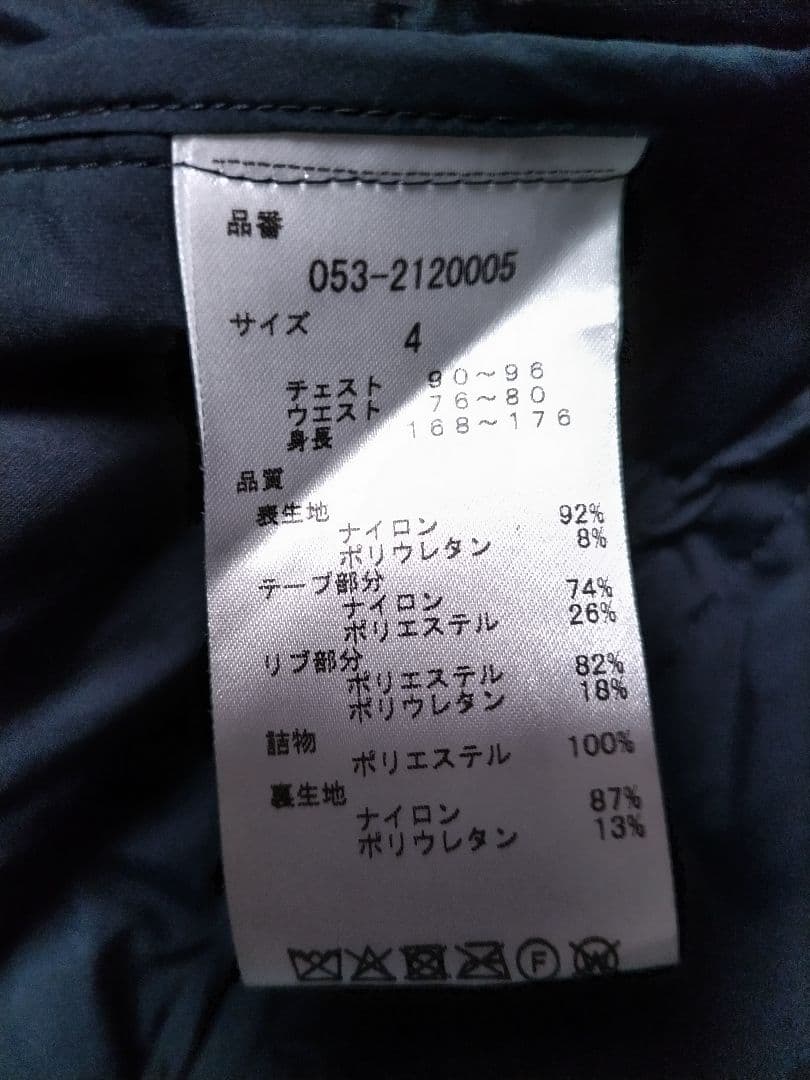 品番
053-2120005
サイズ
4
チェスト 90～96
ウエスト 76～80
身長 168～176
品質
表生地
ナイロン 92%
ポリウレタン 8%
テープ部分
ナイロン 74%
ポリエステル 26%
リブ部分
ポリエステル 82%
ポリウレタン 18%
詰物
ポリエステル 100%
裏生地
ナイロン 87%
ポリウレタン 13%
F W